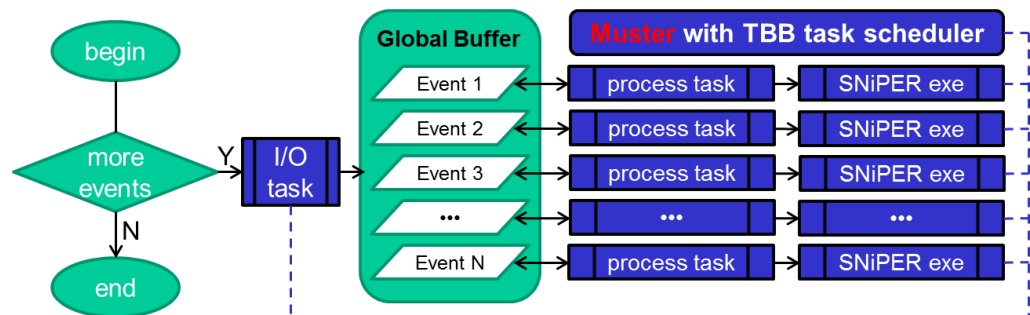 begin
more
events
Y
N
end
I/O
task
Global Buffer
Event 1
Event 2
Event 3
•••
Event N
Muster with TBB task scheduler
process task
SNiPER exe
process task
SNiPER exe
process task
SNiPER exe
•••
•••
process task
SNiPER exe